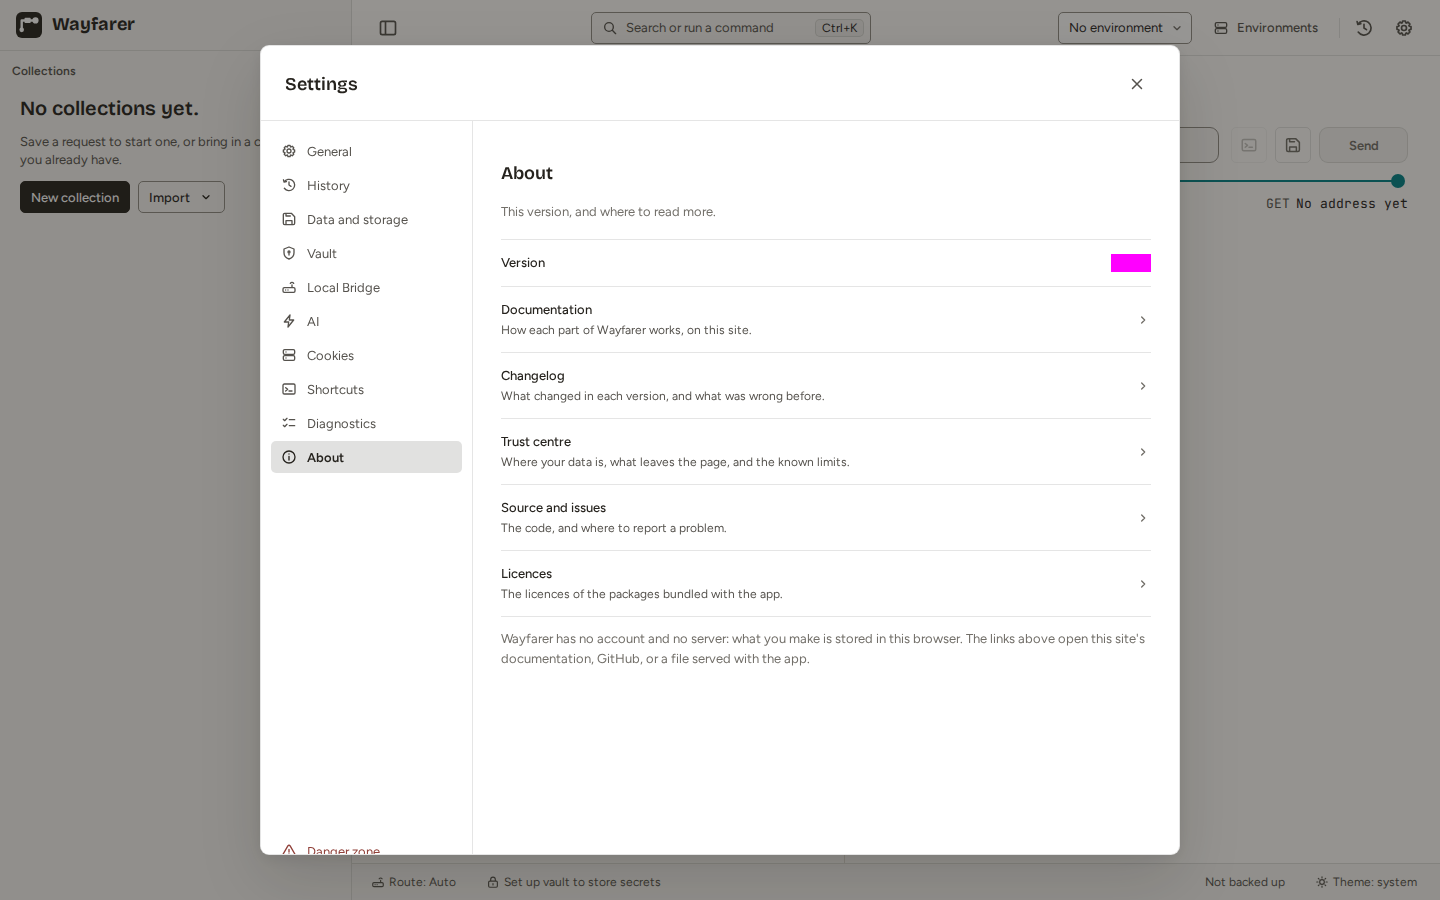 Wayfarer
Search or run a command
Ctrl+K
No environment
Environments
Collections
No collections yet.
Save a request to start one, or bring in a c
you already have.
New collection
Import
Send
GET No address yet
Settings
General
History
Data and storage
Vault
Local Bridge
AI
Cookies
Shortcuts
Diagnostics
About
Danger zone
About
This version, and where to read more.
Version
Documentation
How each part of Wayfarer works, on this site.
Changelog
What changed in each version, and what was wrong before.
Trust centre
Where your data is, what leaves the page, and the known limits.
Source and issues
The code, and where to report a problem.
Licences
The licences of the packages bundled with the app.
Wayfarer has no account and no server: what you make is stored in this browser. The links above open this site's
documentation, GitHub, or a file served with the app.
Route: Auto
Set up vault to store secrets
Not backed up
Theme: system